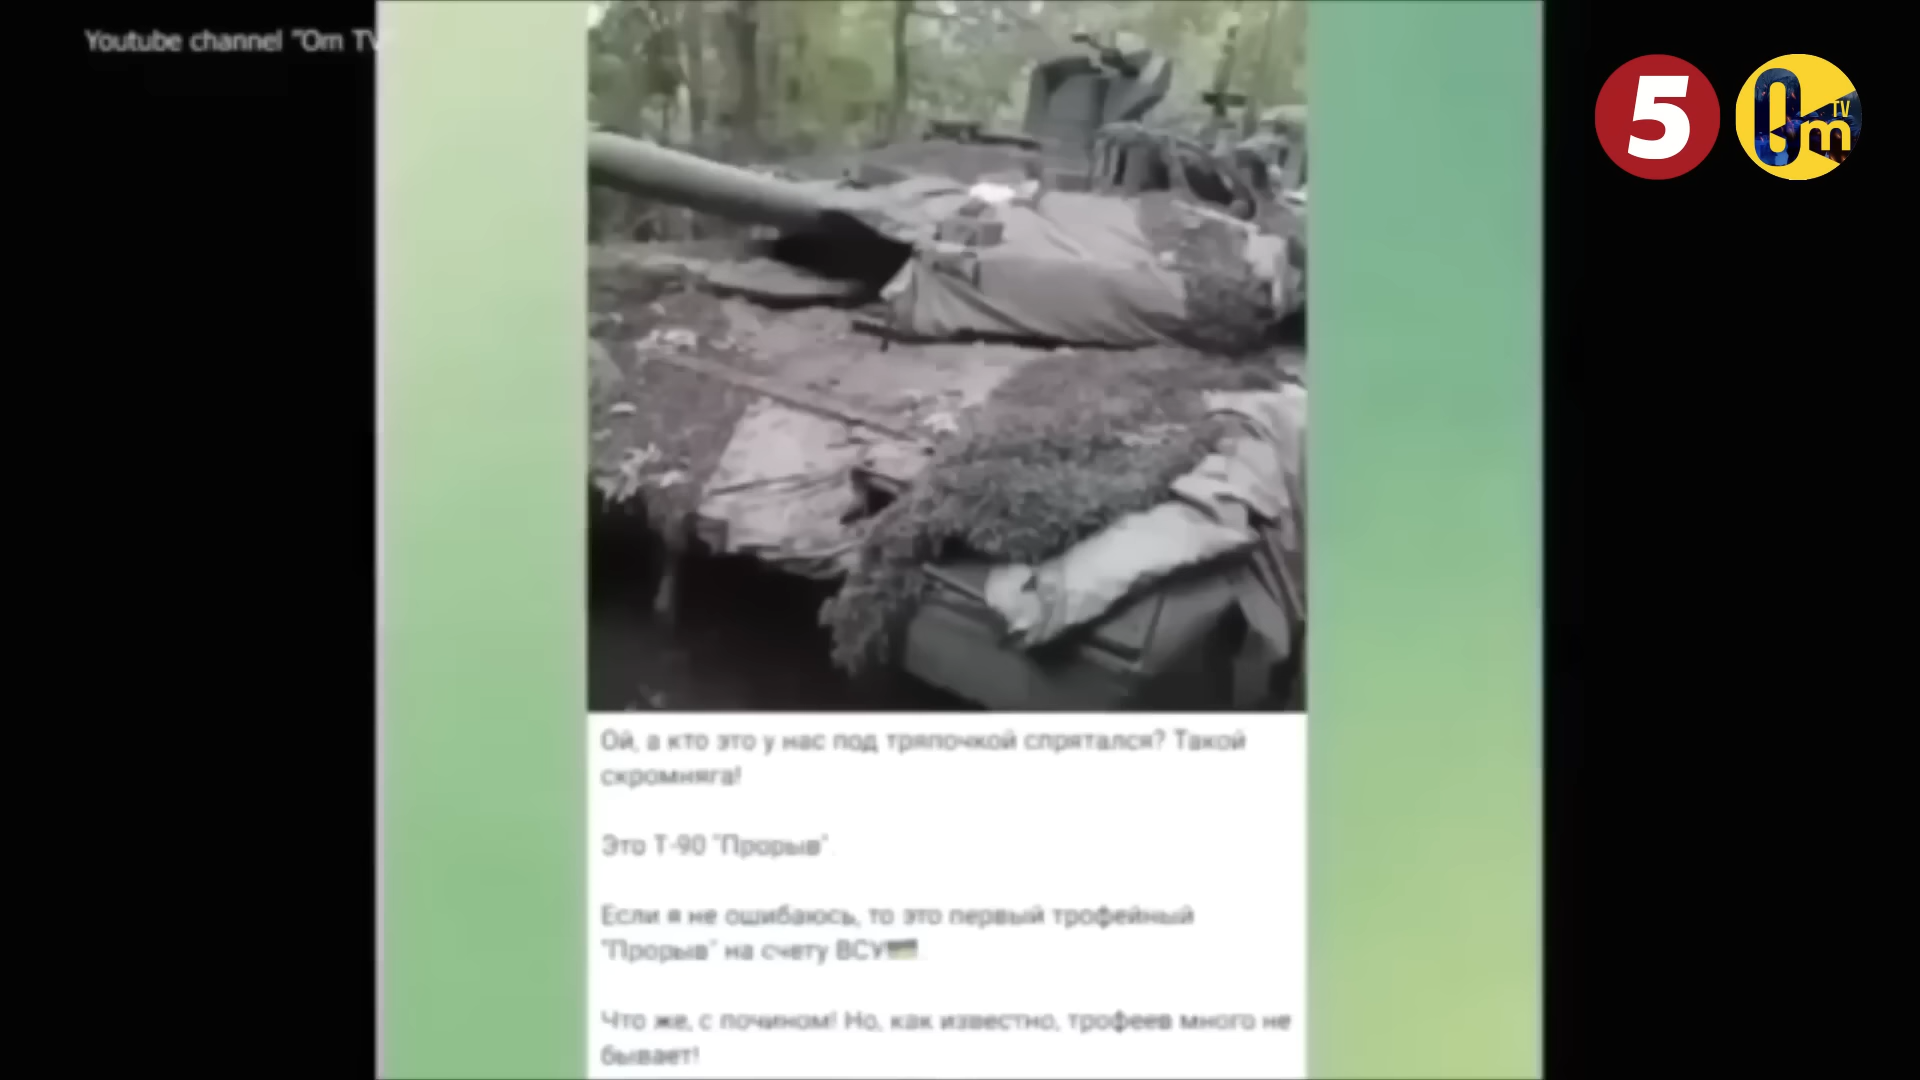 Youtube channel "Om TV"
5
Om TV
Ой, а кто это у нас под тряпочкой спрятался? Такой
скромняга!
Это Т-90 "Прорыв".
Если я не ошибаюсь, то это первый трофейный
"Прорыв" на счету ВСУ🇺🇦.
Что же, с почином! Но, как известно, трофеев много не
бывает!